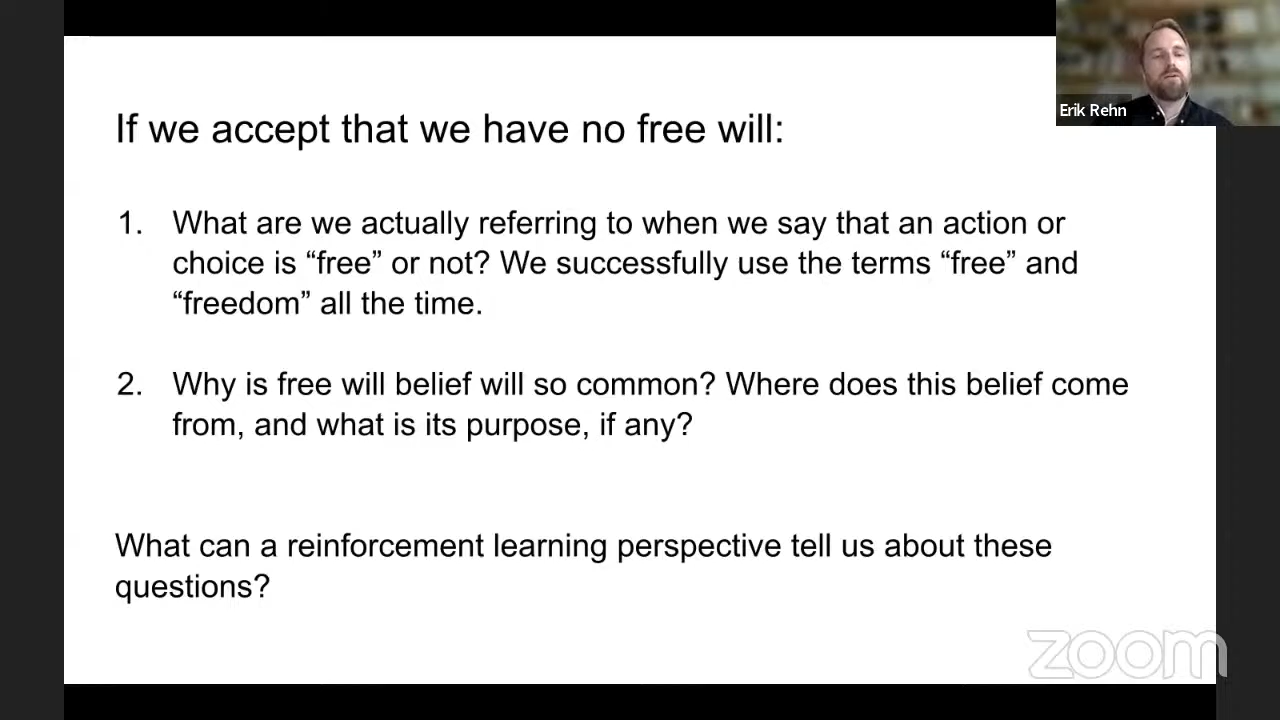 Erik Rehn
If we accept that we have no free will:
1. What are we actually referring to when we say that an action or
choice is “free” or not? We successfully use the terms “free” and
“freedom” all the time.
2. Why is free will belief will so common? Where does this belief come
from, and what is its purpose, if any?
What can a reinforcement learning perspective tell us about these
questions?
zoom